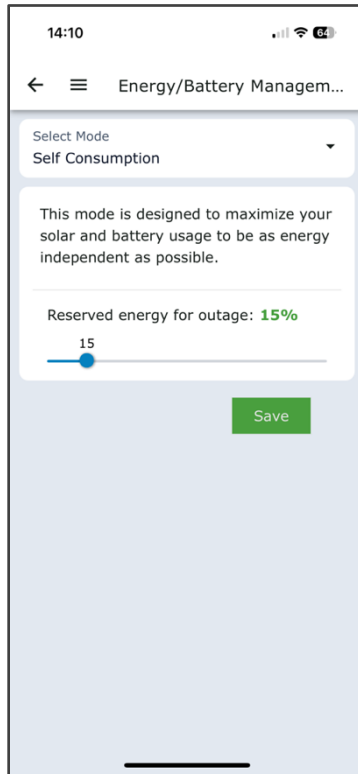 14:10
64
Energy/Battery Managem...
Select Mode
Self Consumption
This mode is designed to maximize your
solar and battery usage to be as energy
independent as possible.
Reserved energy for outage: 15%
15
Save